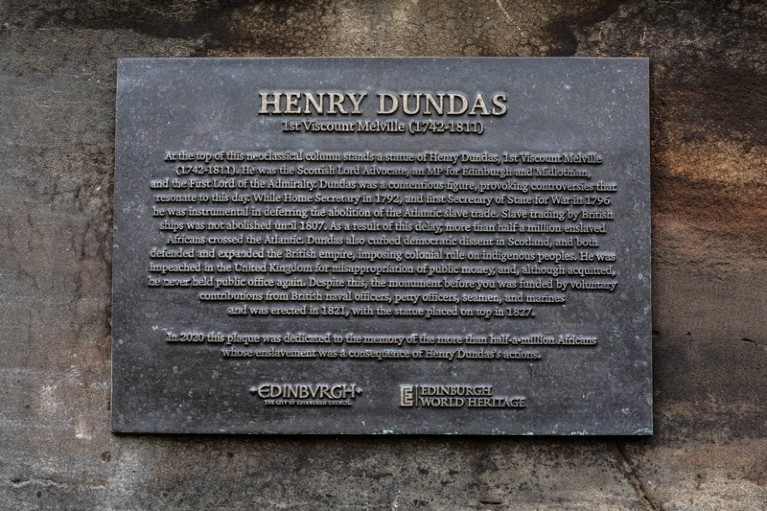 HENRY DUNDAS
1st Viscount Melville (1742-1811)
At the top of this neoclassical column stands a statue of Henry Dundas, 1st Viscount Melville
(1742-1811). He was the Scottish Lord Advocate, an MP for Edinburgh and Midlothian,
and the First Lord of the Admiralty. Dundas was a contentious figure, provoking controversies that
resonate to this day. While Home Secretary in 1792, and first Secretary of State for War in 1796
he was instrumental in deferring the abolition of the Atlantic slave trade. Slave trading by British
ships was not abolished until 1807. As a result of this delay, more than half a million enslaved
Africans crossed the Atlantic. Dundas also curbed democratic dissent in Scotland, and both
defended and expanded the British empire, imposing colonial rule on indigenous peoples. He was
impeached in the United Kingdom for misappropriation of public money, and, although acquitted,
he never held public office again. Despite this, the monument before you was funded by voluntary
contributions from British naval officers, petty officers, seamen, and marines
and was erected in 1821, with the statue placed on top in 1827.
In 2020 this plaque was dedicated to the memory of the more than half-a-million Africans
whose enslavement was a consequence of Henry Dundas's actions.
·EDINBVRGH·
THE CITY OF EDINBURGH COUNCIL
EDINBURGH
WORLD HERITAGE